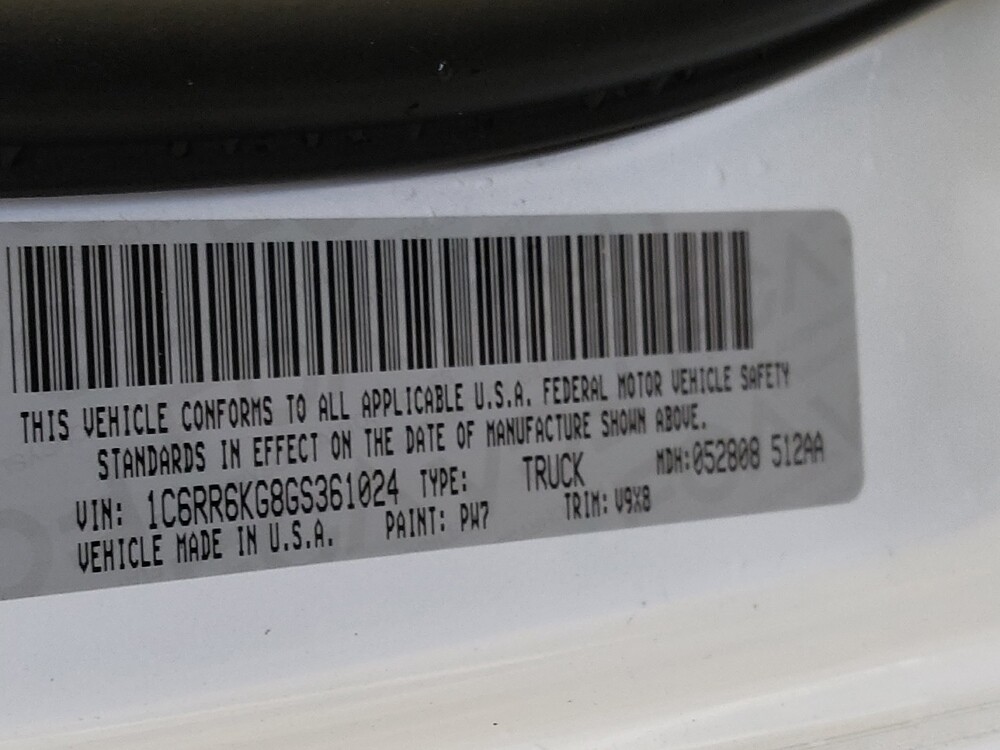 THIS VEHICLE CONFORMS TO ALL APPLICABLE U.S.A. FEDERAL MOTOR VEHICLE SAFETY
STANDARDS IN EFFECT ON THE DATE OF MANUFACTURE SHOWN ABOVE.
VIN: 1C6RR6KG8GS361024 TYPE: TRUCK MDH:052808 512AA
VEHICLE MADE IN U.S.A. PAINT: PW7 TRIM: V9X8